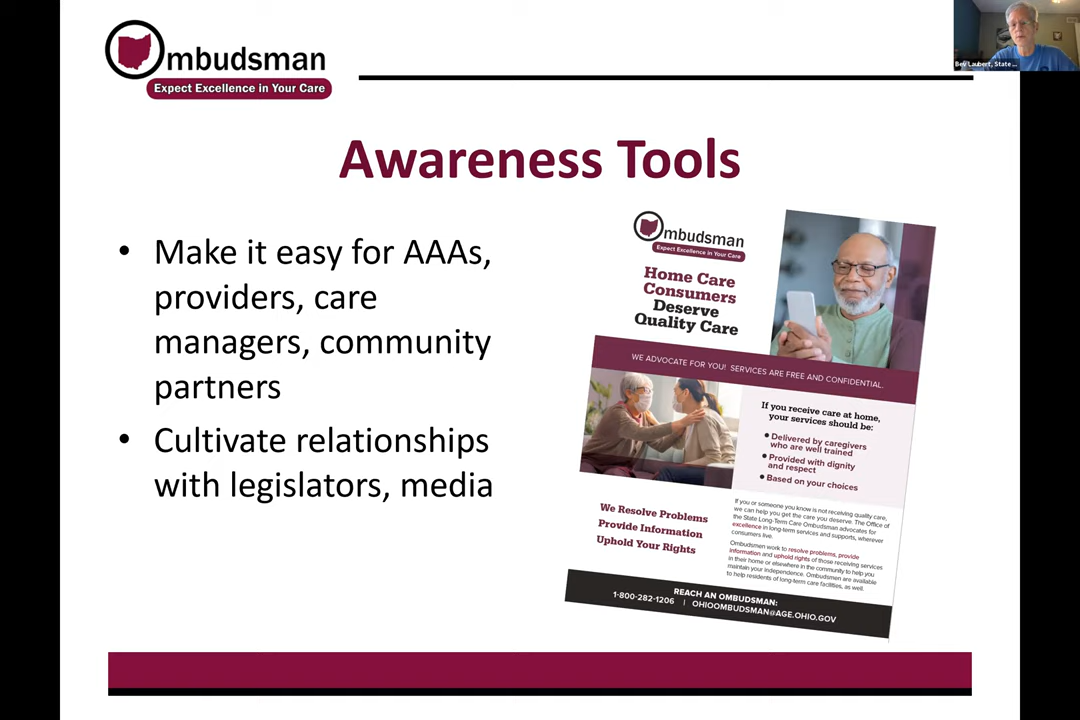 Ombudsman
Expect Excellence in Your Care
Bev Laubert, State ...
Awareness Tools
• Make it easy for AAAs,
providers, care
managers, community
partners
• Cultivate relationships
with legislators, media
Ombudsman
Expect Excellence in Your Care
Home Care
Consumers
Deserve
Quality Care
WE ADVOCATE FOR YOU! SERVICES ARE FREE AND CONFIDENTIAL.
If you receive care at home,
your services should be:
• Delivered by caregivers
who are well trained
• Provided with dignity
and respect
• Based on your choices
We Resolve Problems
Provide Information
Uphold Your Rights
If you or someone you know is not receiving quality care,
we can help you get the care you deserve. The Office of
the State Long-Term Care Ombudsman advocates for
excellence in long-term services and supports, wherever
consumers live.
Ombudsmen work to resolve problems, provide
information and uphold rights of those receiving services
in their home or elsewhere in the community to help you
maintain your independence. Ombudsmen are available
to help residents of long-term care facilities, as well.
REACH AN OMBUDSMAN:
1-800-282-1206 | OHIOOMBUDSMAN@AGE.OHIO.GOV